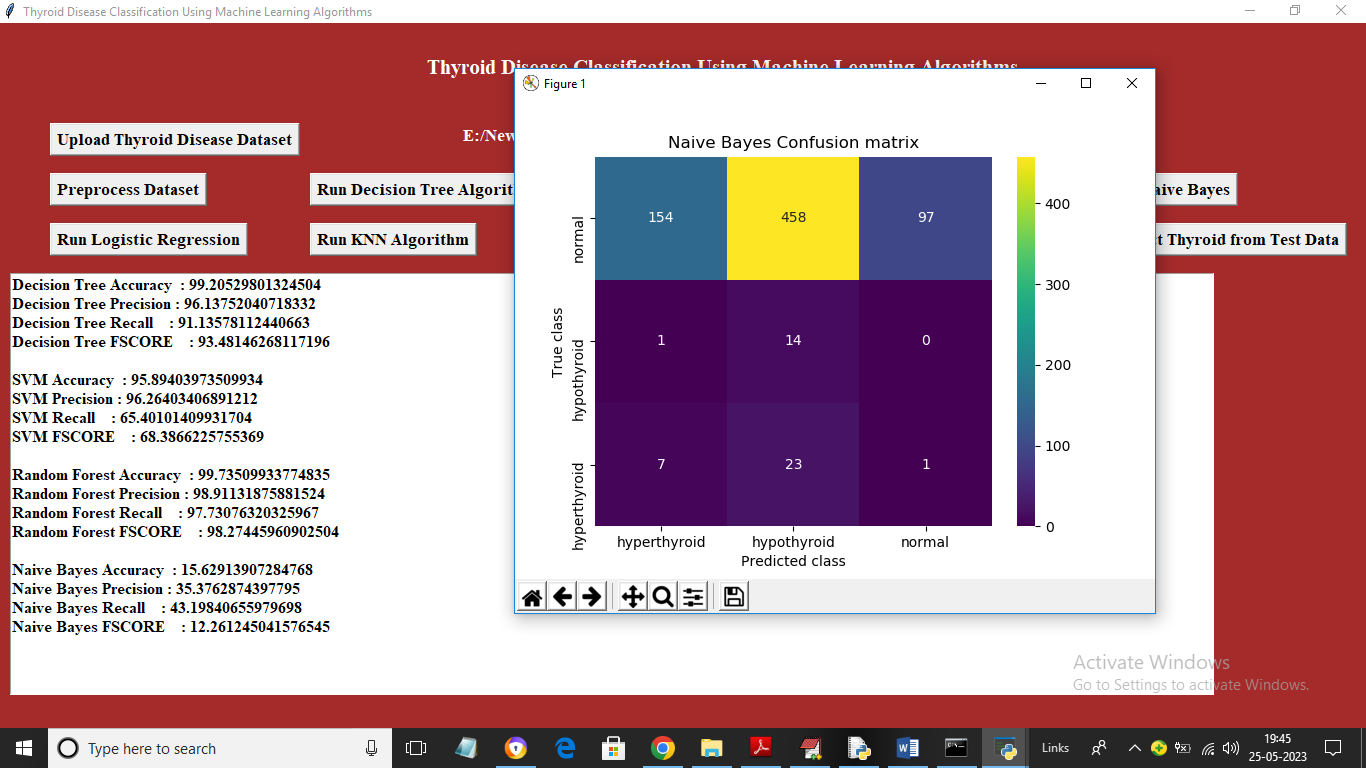 Thyroid Disease Classification Using Machine Learning Algorithms
Thyroid Disease Classification Using Machine Learning Algorithms
Upload Thyroid Disease Dataset
E:/New
Preprocess Dataset
Run Decision Tree Algorit
aive Bayes
Run Logistic Regression
Run KNN Algorithm
t Thyroid from Test Data
Decision Tree Accuracy : 99.20529801324504
Decision Tree Precision : 96.13752040718332
Decision Tree Recall : 91.13578112440663
Decision Tree FSCORE : 93.48146268117196
SVM Accuracy : 95.89403973509934
SVM Precision : 96.26403406891212
SVM Recall : 65.40101409931704
SVM FSCORE : 68.3866225755369
Random Forest Accuracy : 99.73509933774835
Random Forest Precision : 98.91131875881524
Random Forest Recall : 97.73076320325967
Random Forest FSCORE : 98.27445960902504
Naive Bayes Accuracy : 15.62913907284768
Naive Bayes Precision : 35.3762874397795
Naive Bayes Recall : 43.19840655979698
Naive Bayes FSCORE : 12.261245041576545
Figure 1
Naive Bayes Confusion matrix
True class
normal
154 458 97
hypothyroid
1 14 0
hyperthyroid
7 23 1
hyperthyroid hypothyroid normal
Predicted class
400
300
200
100
0
Activate Windows
Go to Settings to activate Windows.
Type here to search
Links
19:45
25-05-2023